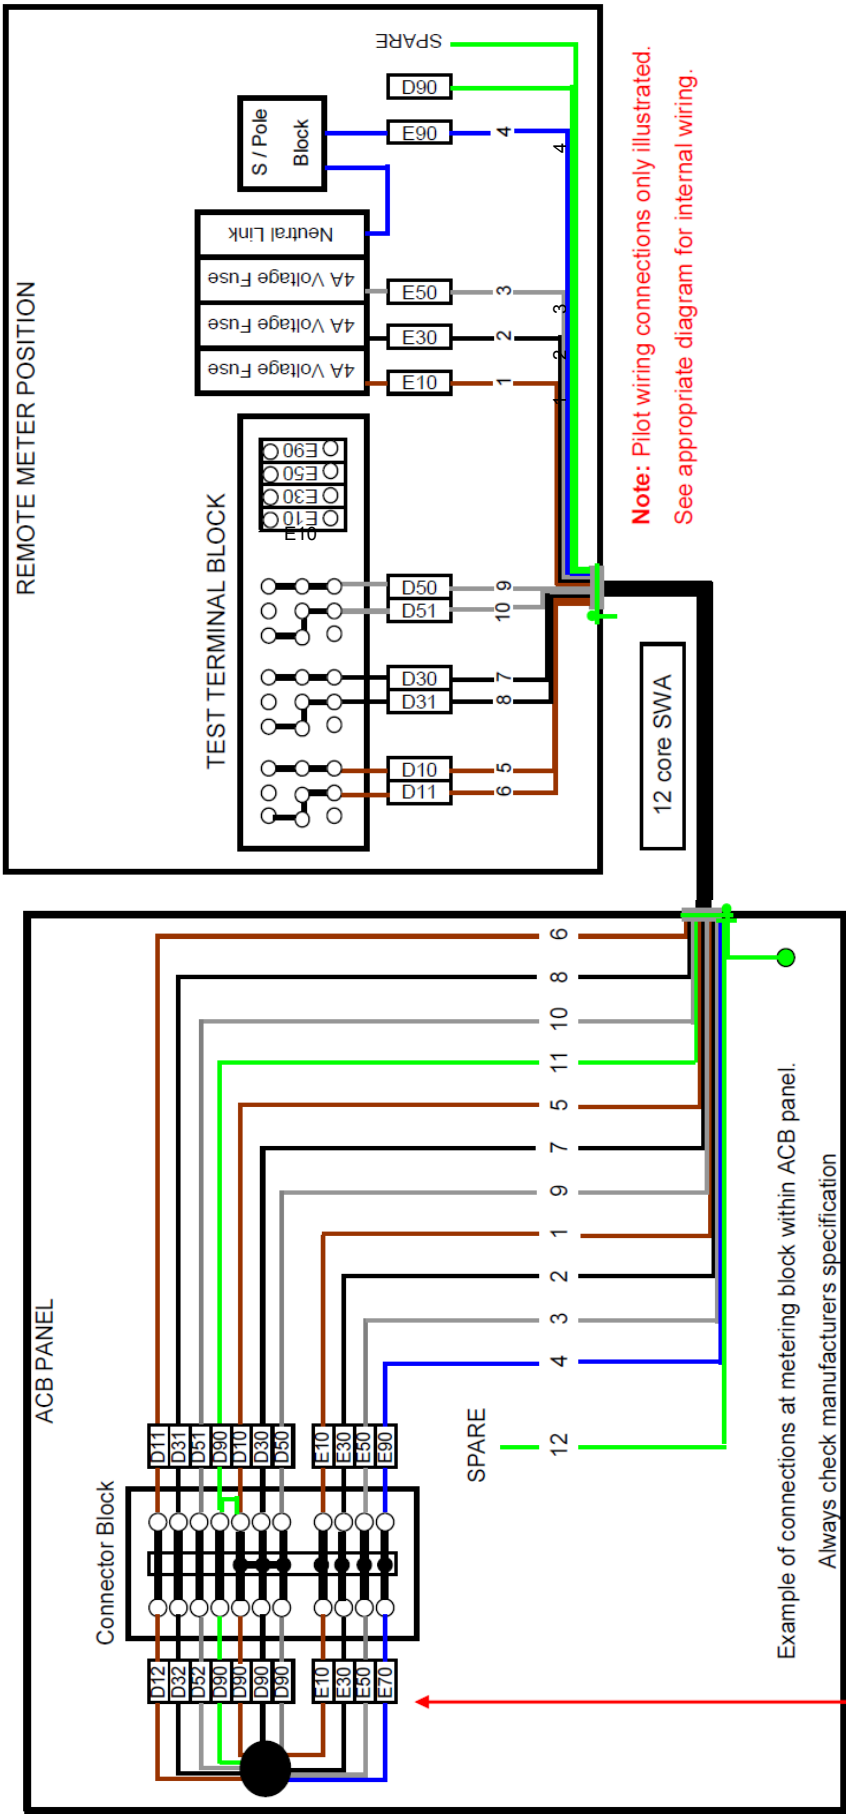 REMOTE METER POSITION
SPARE
D90
E90
4
4
S / Pole
Block
Neutral Link
4A Voltage Fuse
4A Voltage Fuse
4A Voltage Fuse
E50
3
3
E30
2
2
E10
1
1
TEST TERMINAL BLOCK
E90
E50
E30
E10
E10
D50
9
D51
10
D30
7
D31
8
D10
5
D11
6
Note: Pilot wiring connections only illustrated.
See appropriate diagram for internal wiring.
12 core SWA
ACB PANEL
6
8
10
11
5
7
9
1
2
3
4
12
SPARE
D11
D31
D51
D90
D10
D30
D50
E10
E30
E50
E90
Connector Block
D12
D32
D52
D90
D90
D90
D90
E10
E30
E50
E70
Example of connections at metering block within ACB panel.
Always check manufacturers specification